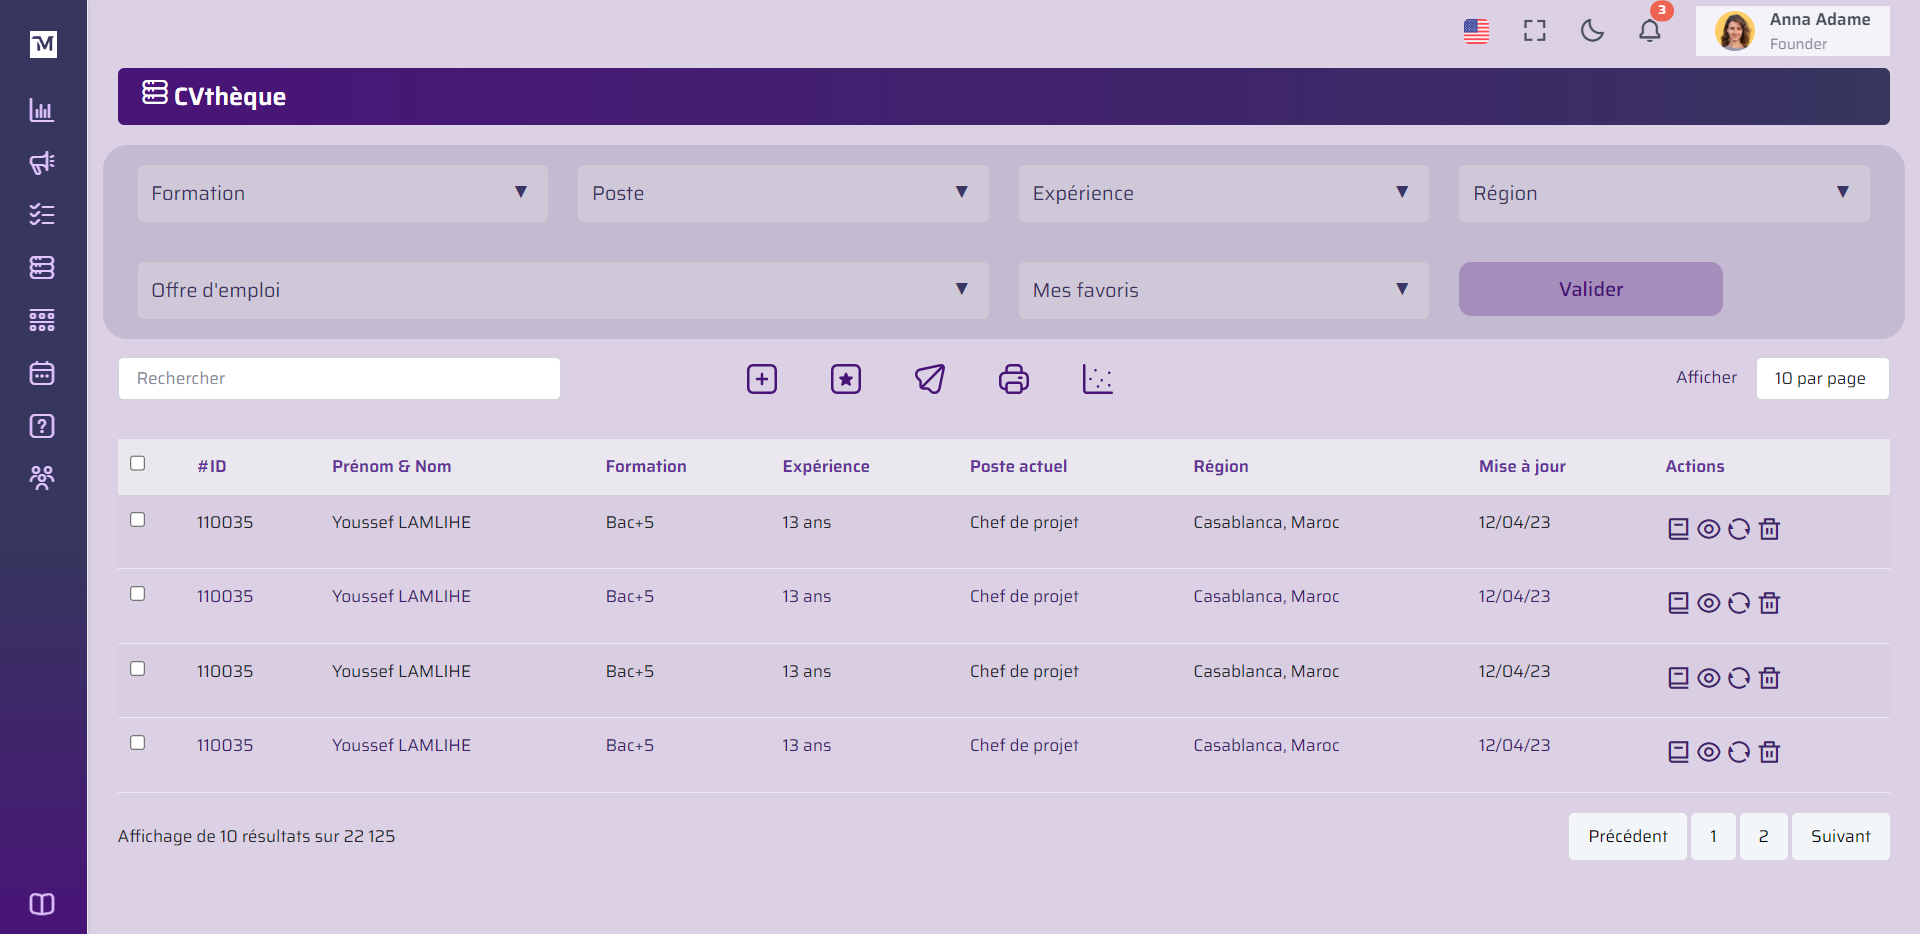 M
3
Anna Adame
Founder
CVthèque
Formation ▼ Poste ▼ Expérience ▼ Région ▼
Offre d'emploi ▼ Mes favoris ▼ Valider
Rechercher Afficher 10 par page
#ID Prénom & Nom Formation Expérience Poste actuel Région Mise à jour Actions
110035 Youssef LAMLIHE Bac+5 13 ans Chef de projet Casablanca, Maroc 12/04/23
110035 Youssef LAMLIHE Bac+5 13 ans Chef de projet Casablanca, Maroc 12/04/23
110035 Youssef LAMLIHE Bac+5 13 ans Chef de projet Casablanca, Maroc 12/04/23
110035 Youssef LAMLIHE Bac+5 13 ans Chef de projet Casablanca, Maroc 12/04/23
Affichage de 10 résultats sur 22 125 Précédent 1 2 Suivant